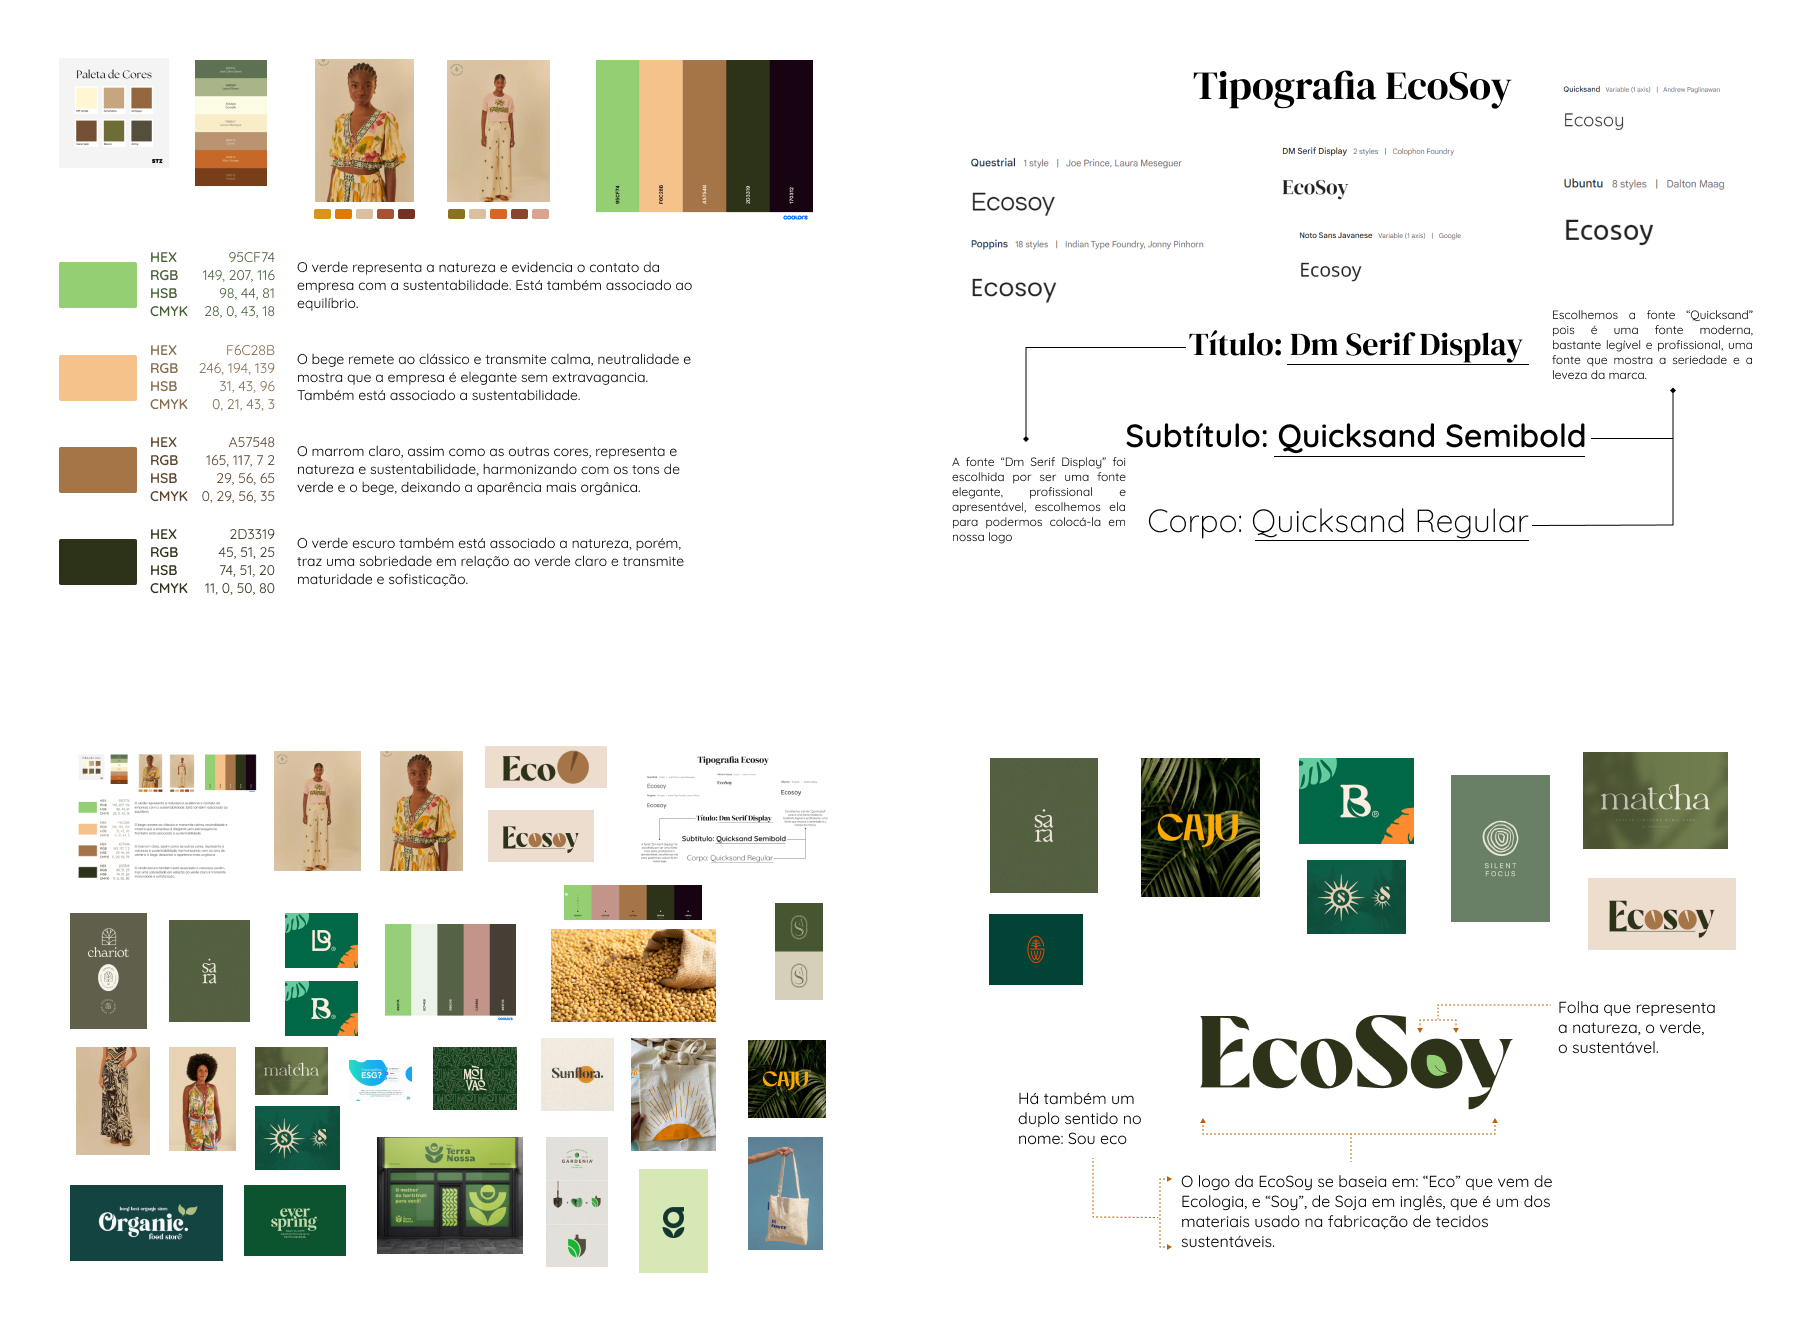 Paleta de Cores
STZ
95CF74
F6C28B
A57548
2D3319
170312
coolors
HEX 95CF74
RGB 149, 207, 116
HSB 98, 44, 81
CMYK 28, 0, 43, 18
O verde representa a natureza e evidencia o contato da
empresa com a sustentabilidade. Está também associado ao
equilíbrio.
HEX F6C28B
RGB 246, 194, 139
HSB 31, 43, 96
CMYK 0, 21, 43, 3
O bege remete ao clássico e transmite calma, neutralidade e
mostra que a empresa é elegante sem extravagancia.
Também está associado a sustentabilidade.
HEX A57548
RGB 165, 117, 7 2
HSB 29, 56, 65
CMYK 0, 29, 56, 35
O marrom claro, assim como as outras cores, representa e
natureza e sustentabilidade, harmonizando com os tons de
verde e o bege, deixando a aparência mais orgânica.
HEX 2D3319
RGB 45, 51, 25
HSB 74, 51, 20
CMYK 11, 0, 50, 80
O verde escuro também está associado a natureza, porém,
traz uma sobriedade em relação ao verde claro e transmite
maturidade e sofisticação.
Tipografia EcoSoy
Questrial 1 style | Joe Prince, Laura Meseguer
Ecosoy
Poppins 18 styles | Indian Type Foundry, Jonny Pinhorn
Ecosoy
DM Serif Display 2 styles | Colophon Foundry
EcoSoy
Noto Sans Javanese Variable (1 axis) | Google
Ecosoy
Quicksand Variable (1 axis) | Andrew Paglinawan
Ecosoy
Ubuntu 8 styles | Dalton Maag
Ecosoy
Escolhemos a fonte “Quicksand”
pois é uma fonte moderna,
bastante legível e profissional, uma
fonte que mostra a seriedade e a
leveza da marca.
Título: Dm Serif Display
Subtítulo: Quicksand Semibold
Corpo: Quicksand Regular
A fonte “Dm Serif Display” foi
escolhida por ser uma fonte
elegante, profissional e
apresentável, escolhemos ela
para podermos colocá-la em
nossa logo
Eco
Ecosoy
Tipografia Ecosoy
Ecosoy
EcoSoy
Ecosoy
Ecosoy
Título: Dm Serif Display
Subtítulo: Quicksand Semibold
Corpo: Quicksand Regular
chariot
sara
B
B
S
S
matcha
ESG?
MOI
VAO
Sunflora.
CAJU
S
S
Terra
Nossa
O melhor
do hortifruti
para você!
GARDENIA
g
Organic.
food store
ever
spring
sara
CAJU
B
SILENT
FOCUS
matcha
S
S
Ecosoy
EcoSoy
Folha que representa
a natureza, o verde,
o sustentável.
Há também um
duplo sentido no
nome: Sou eco
O logo da EcoSoy se baseia em: “Eco” que vem de
Ecologia, e “Soy”, de Soja em inglês, que é um dos
materiais usado na fabricação de tecidos
sustentáveis.